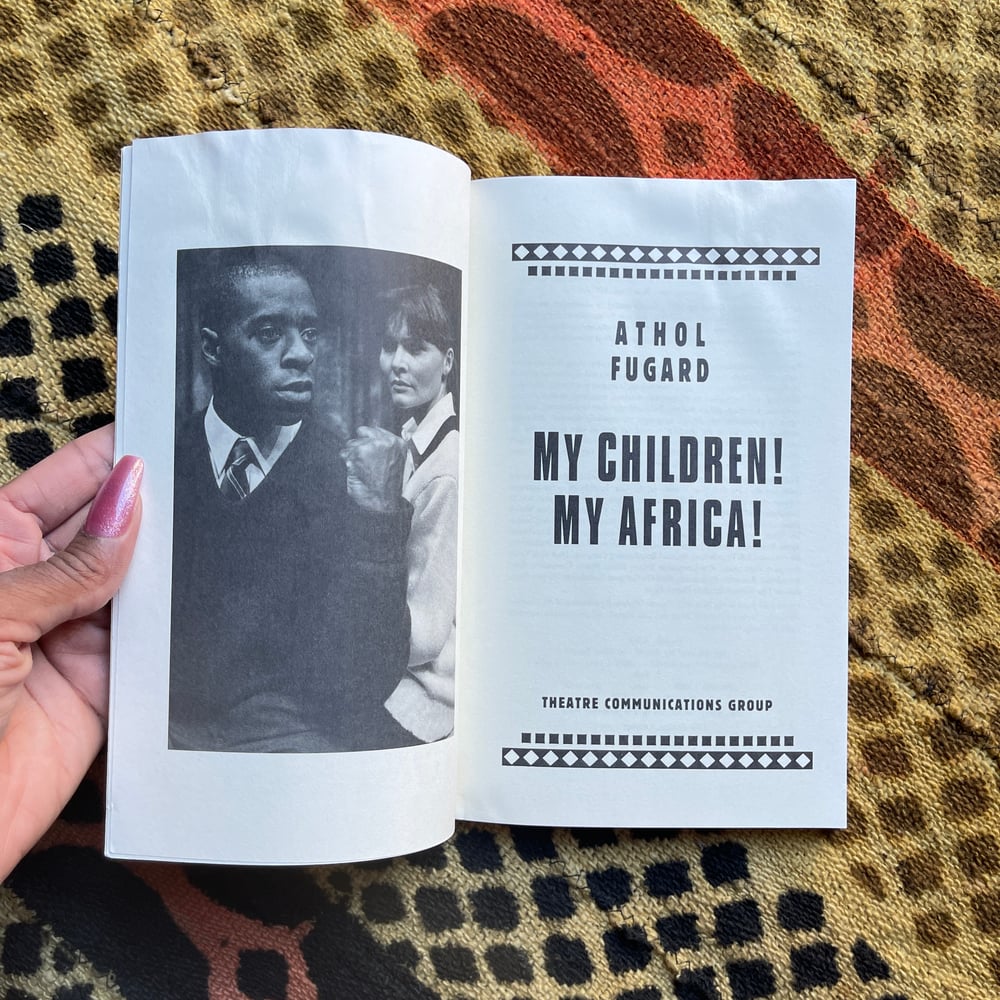 ATHOL
FUGARD
MY CHILDREN!
MY AFRICA!
THEATRE COMMUNICATIONS GROUP